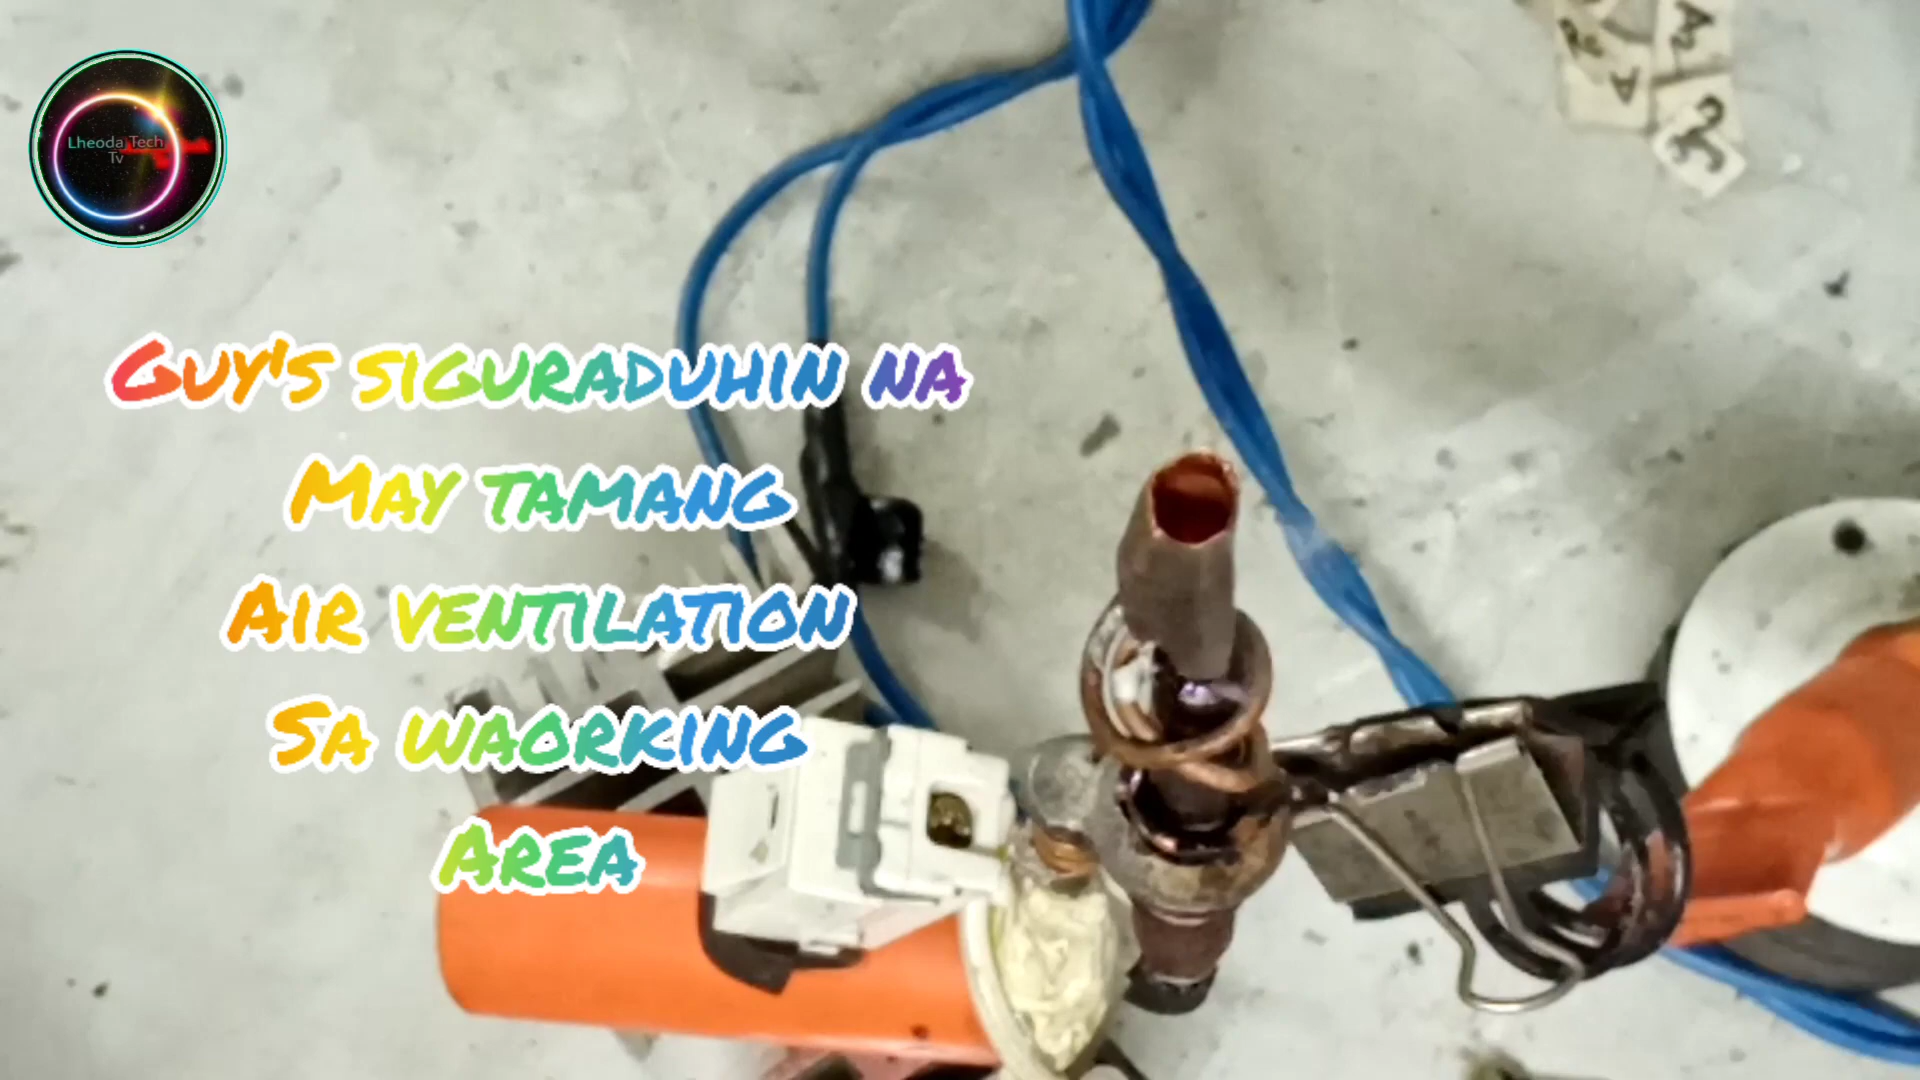 Lheoda Tech
Tv
Guy's siguraduhin na
May tamang
Air ventilation
Sa waorking
Area